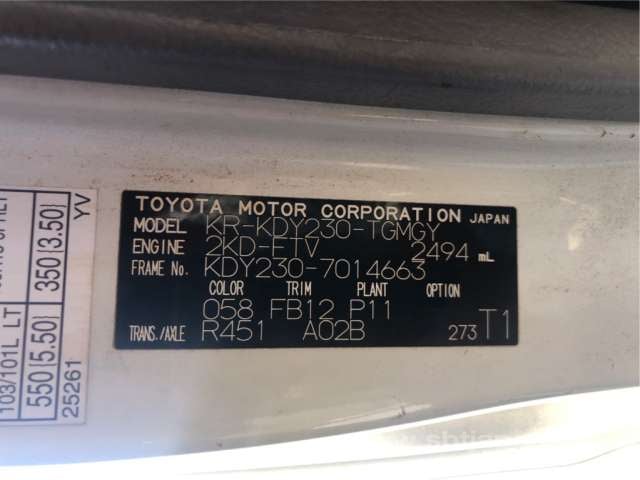 TOYOTA MOTOR CORPORATION JAPAN
MODEL KR-KDY230-TGMGY
ENGINE 2KD-FTV 2494 mL
FRAME No. KDY230-7014663
COLOR TRIM PLANT OPTION
058 FB12 P11
TRANS./AXLE R451 A02B 273 T1
103/101L LT
550{5.50} 350{3.50}
25261 YV